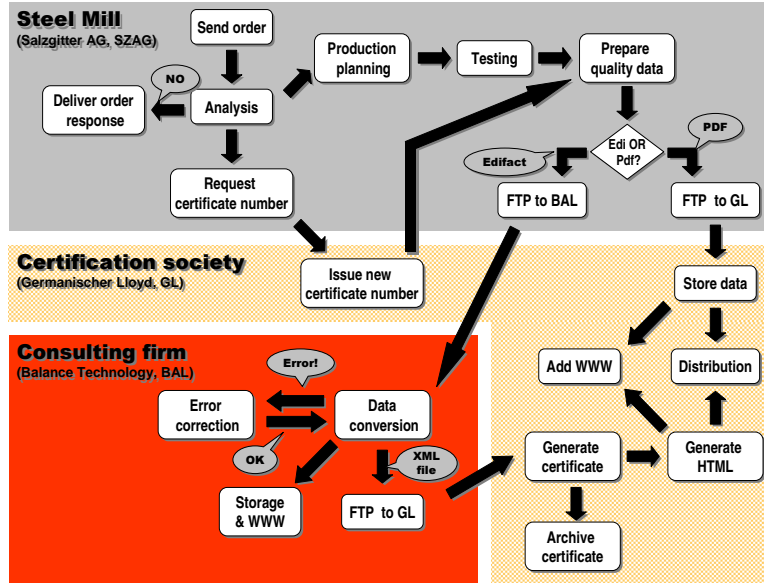 Steel Mill
(Salzgitter AG, SZAG)
Send order
Production
planning
Testing
Prepare
quality data
NO
Deliver order
response
Analysis
Edi OR
Pdf?
PDF
Edifact
Request
certificate number
FTP to BAL
FTP to GL
Certification society
(Germanischer Lloyd, GL)
Issue new
certificate number
Store data
Consulting firm
(Balance Technology, BAL)
Error!
Add WWW
Distribution
Error
correction
Data
conversion
OK
XML
file
Generate
certificate
Generate
HTML
Storage
& WWW
FTP to GL
Archive
certificate